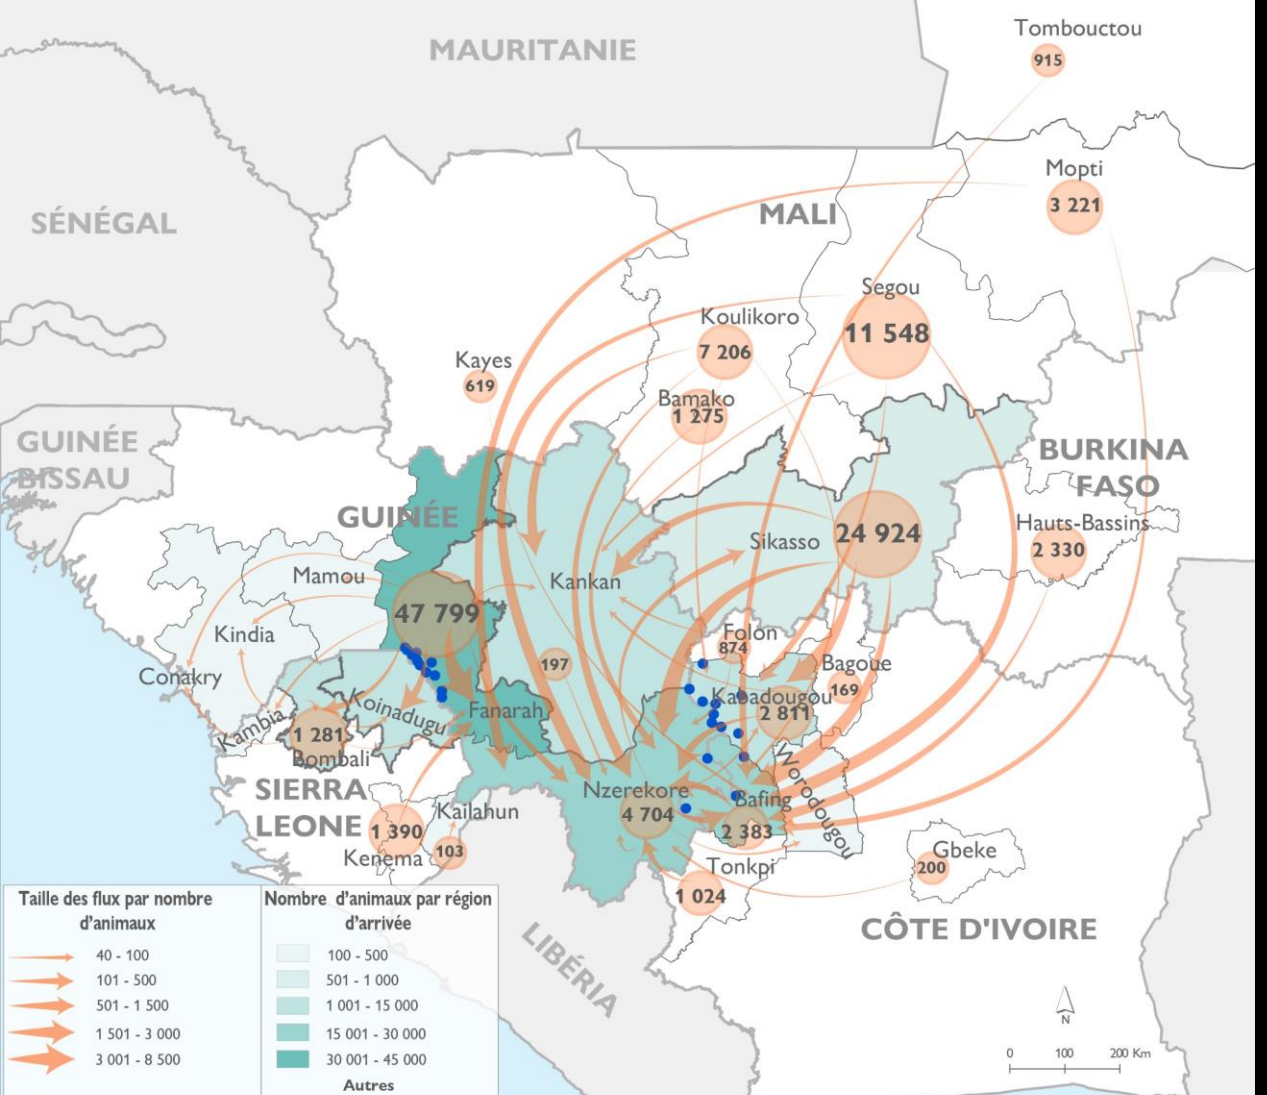 MAURITANIE
Tombouctou
915
Mopti
3 221
SÉNÉGAL
MALI
Segou
11 548
Koulikoro
7 206
Kayes
619
Bamako
1 275
GUINÉE
BISSAU
BURKINA
FASO
GUINÉE
Hauts-Bassins
2 330
Sikasso
24 924
Mamou
Kankan
47 799
Kindia
Folon
874
197
Bagoue
169
Conakry
Koinadugu
Fanarah
Kabadougou
2 811
Kambia
1 281
Bombali
Worodougou
SIERRA
LEONE
Nzerekore
4 704
Bafing
2 383
Kailahun
1 390
Kenema
103
Tonkpi
1 024
Gbeke
200
CÔTE D'IVOIRE
LIBÉRIA
Taille des flux par nombre
d'animaux
40 - 100
101 - 500
501 - 1 500
1 501 - 3 000
3 001 - 8 500
Nombre d'animaux par région
d'arrivée
100 - 500
501 - 1 000
1 001 - 15 000
15 001 - 30 000
30 001 - 45 000
Autres
N
0 100 200 Km